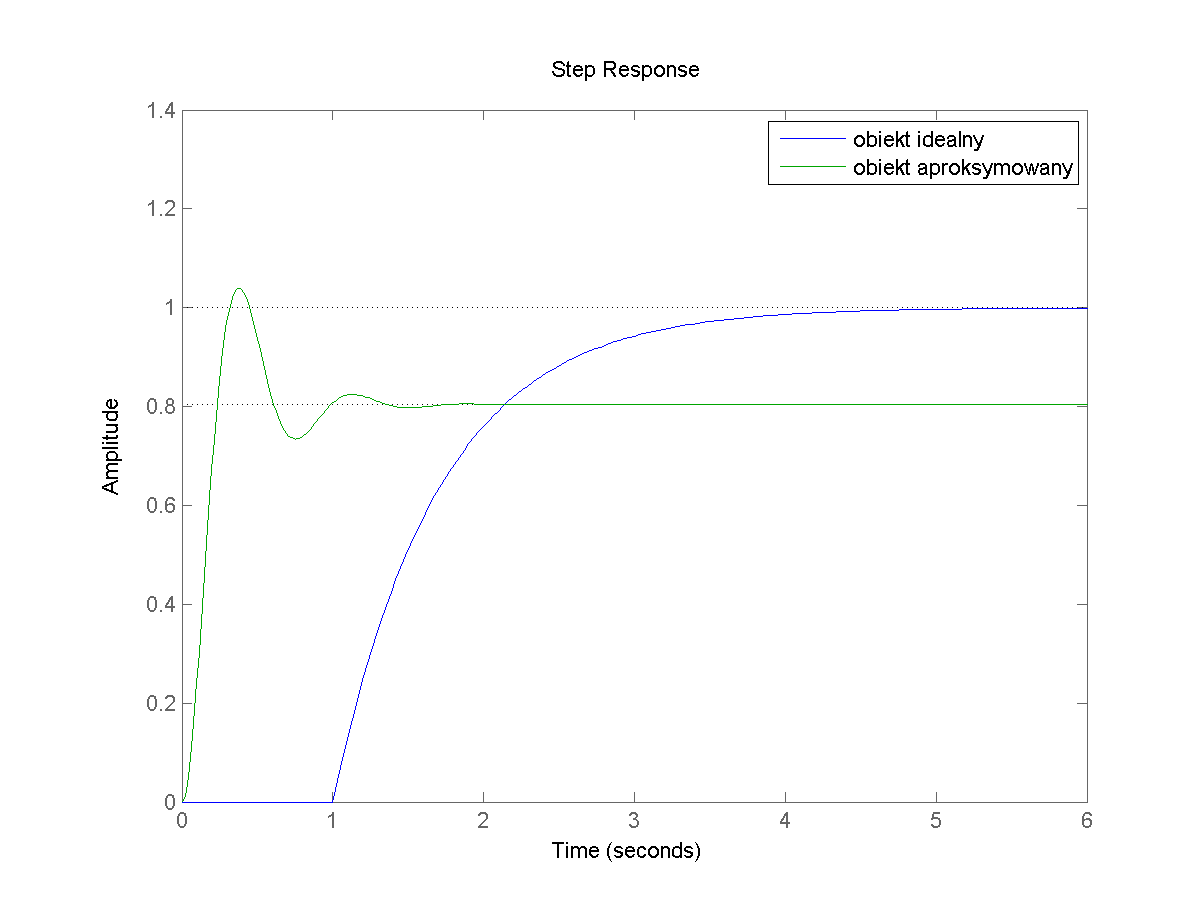 Step Response
1.4
1.2
1
0.8
0.6
0.4
0.2
0
obiekt idealny
obiekt aproksymowany
Amplitude
0 1 2 3 4 5 6
Time (seconds)